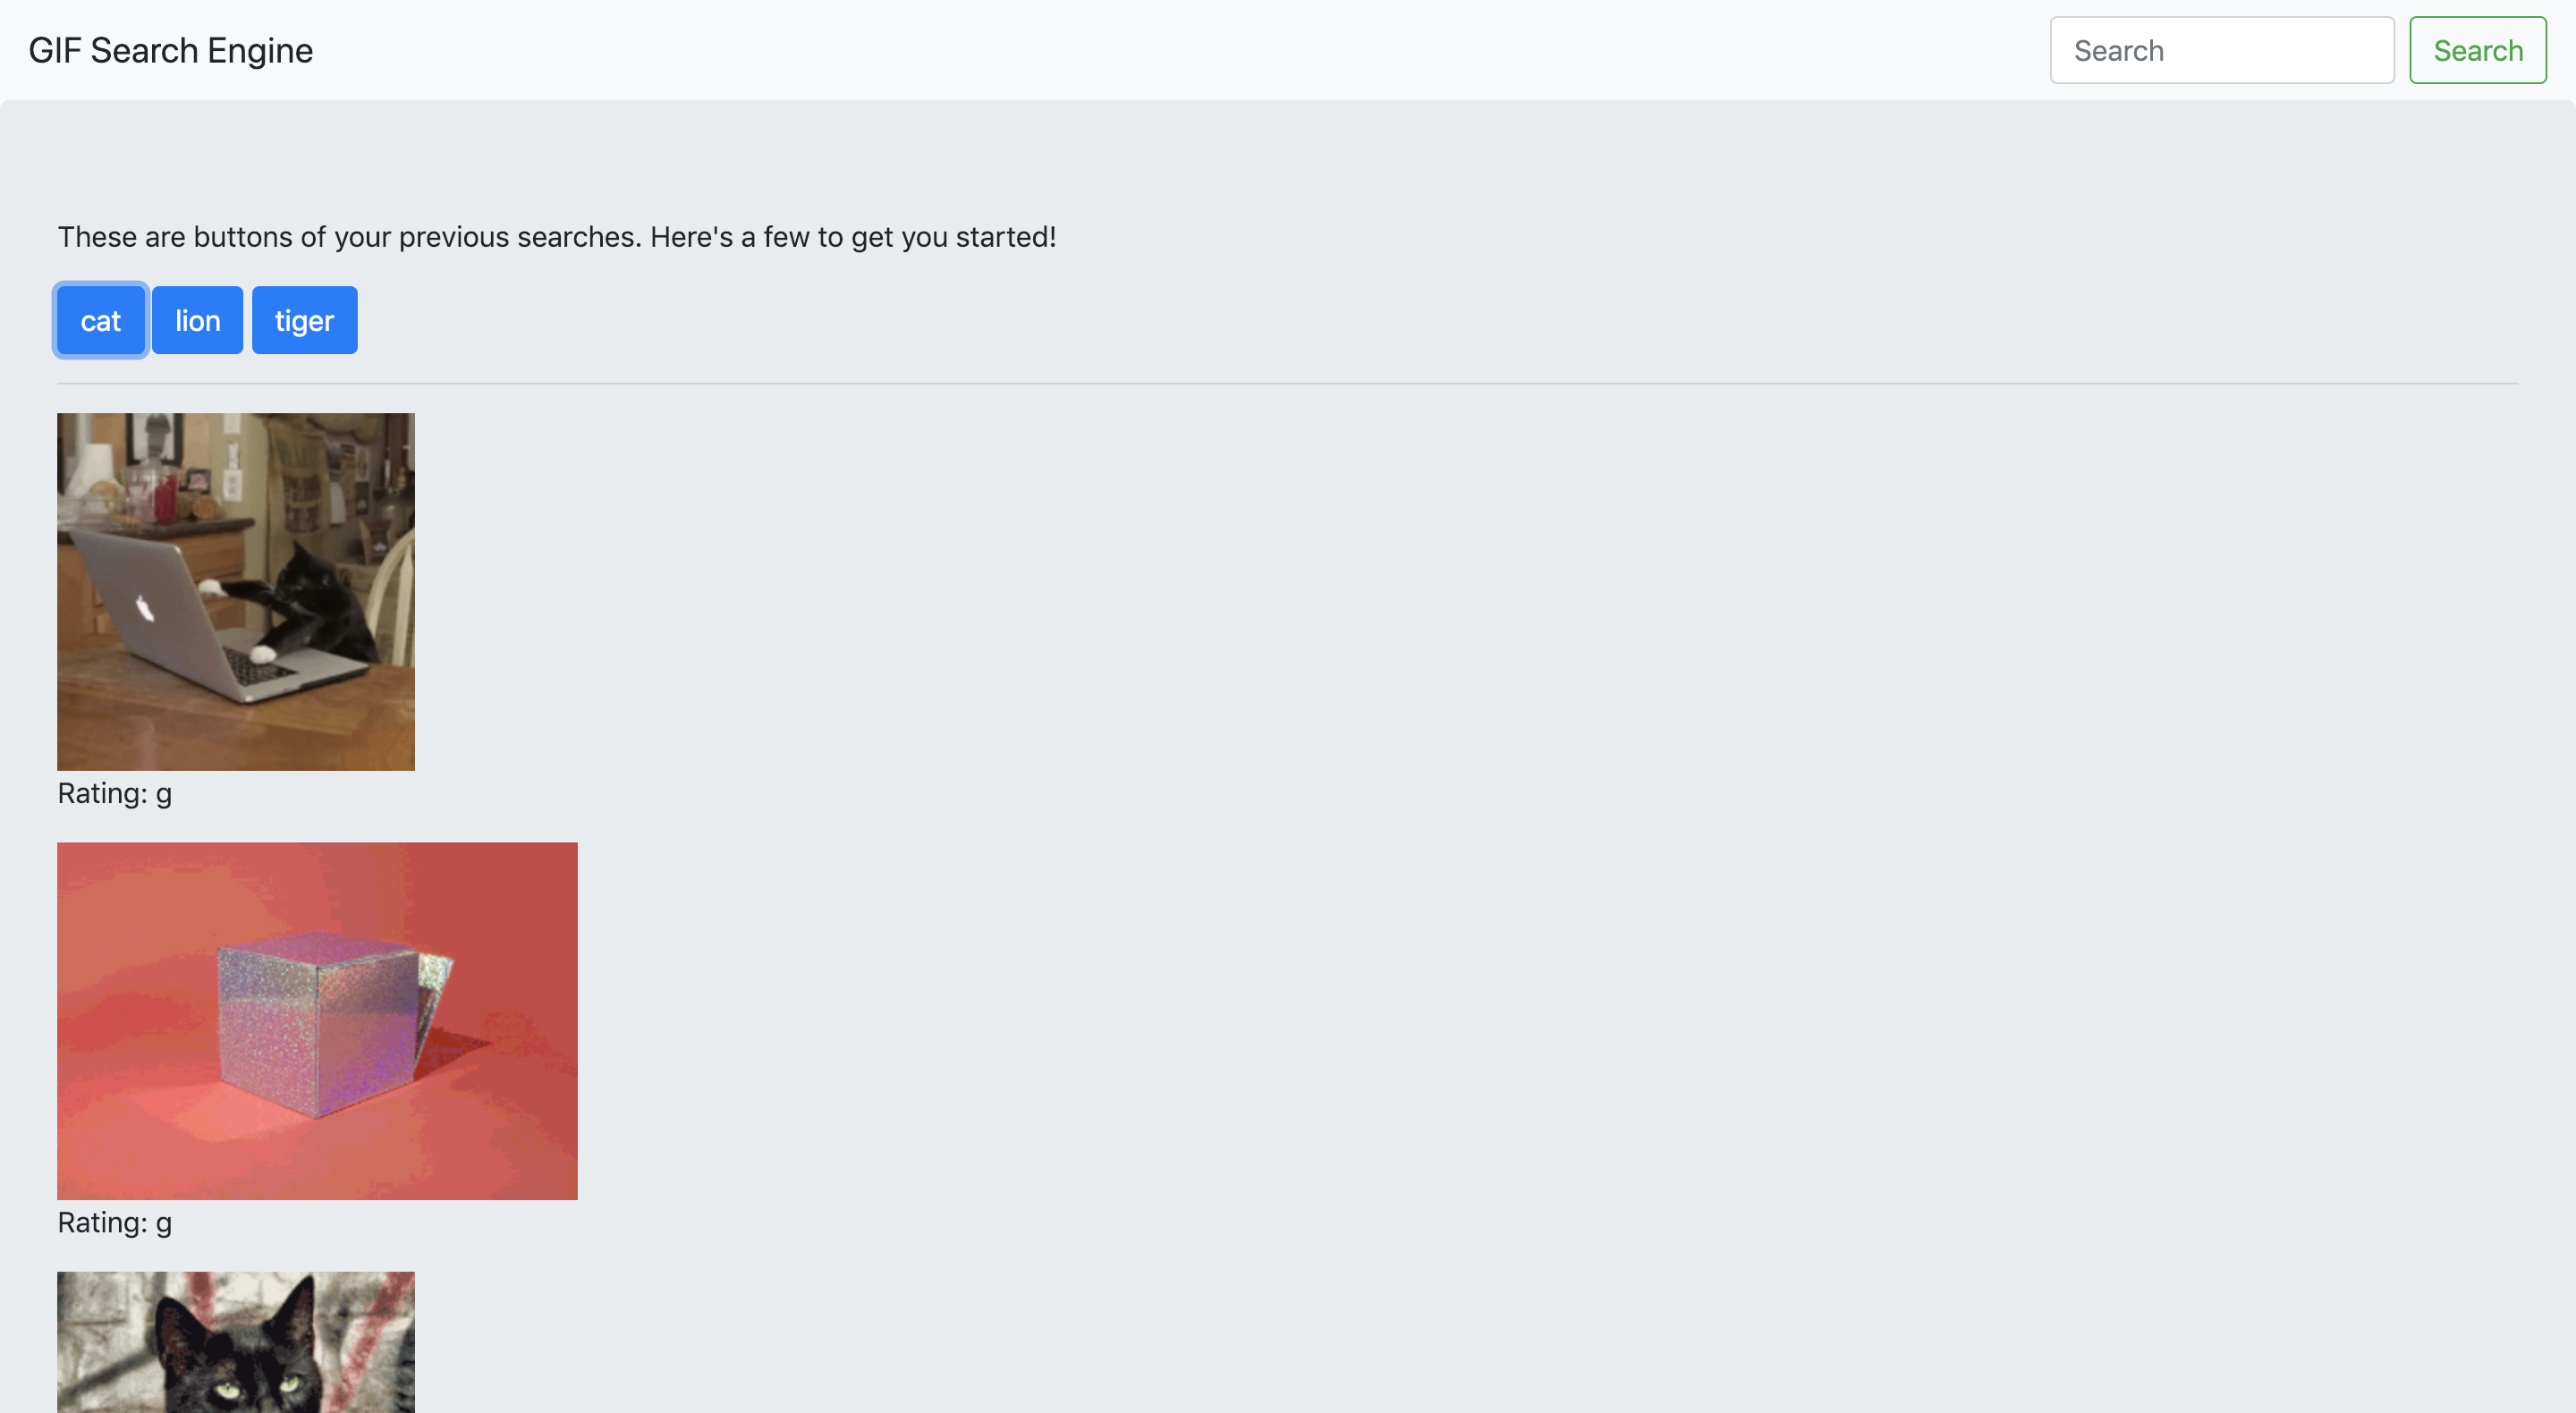 GIF Search Engine
Search
Search
These are buttons of your previous searches. Here's a few to get you started!
cat lion tiger
Rating: g
Rating: g